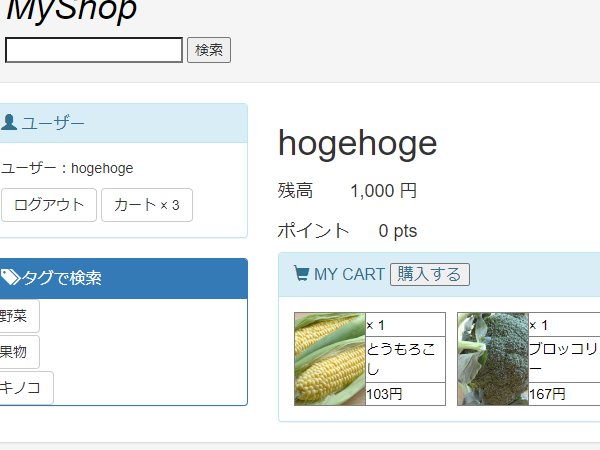 MyShop
検索
ユーザー
ユーザー：hogehoge
ログアウト
カート × 3
タグで検索
野菜
果物
キノコ
hogehoge
残高 1,000 円
ポイント 0 pts
MY CART 購入する
× 1
とうもろこ
し
103円
× 1
ブロッコリ
ー
167円